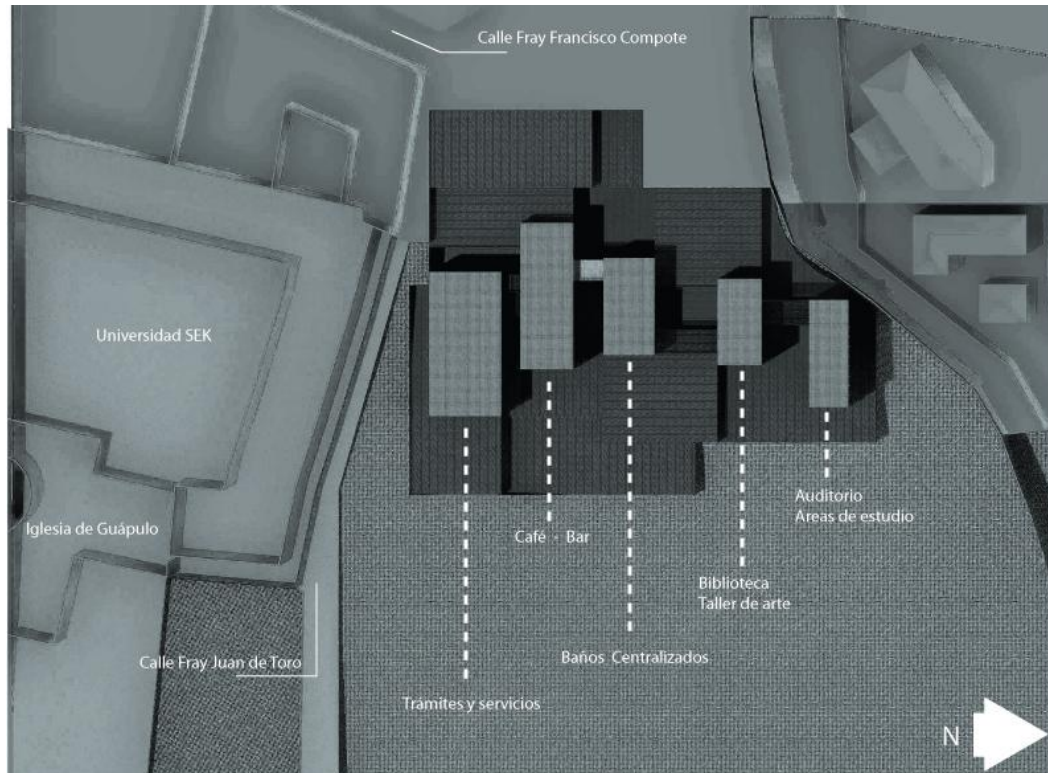 Calle Fray Francisco Compote
Universidad SEK
Iglesia de Guápulo
Auditorio
Areas de estudio
Café - Bar
Biblioteca
Taller de arte
Baños Centralizados
Calle Fray Juan de Toro
Trámites y servicios
N